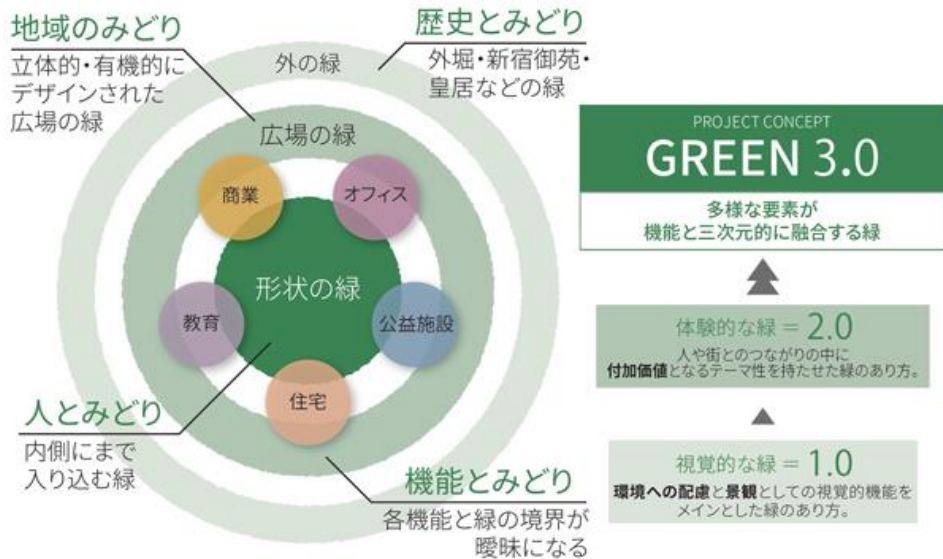 地域のみどり
立体的・有機的に
デザインされた
広場の緑
歴史とみどり
外堀・新宿御苑・
皇居などの緑
外の緑
広場の緑
商業
オフィス
形状の緑
教育
公益施設
住宅
人とみどり
内側にまで
入り込む緑
機能とみどり
各機能と緑の境界が
曖昧になる
PROJECT CONCEPT
GREEN 3.0
多様な要素が
機能と三次元的に融合する緑
体験的な緑 = 2.0
人や街とのつながりの中に
付加価値となるテーマ性を持たせた緑のあり方。
視覚的な緑 = 1.0
環境への配慮と景観としての視覚的機能を
メインとした緑のあり方。